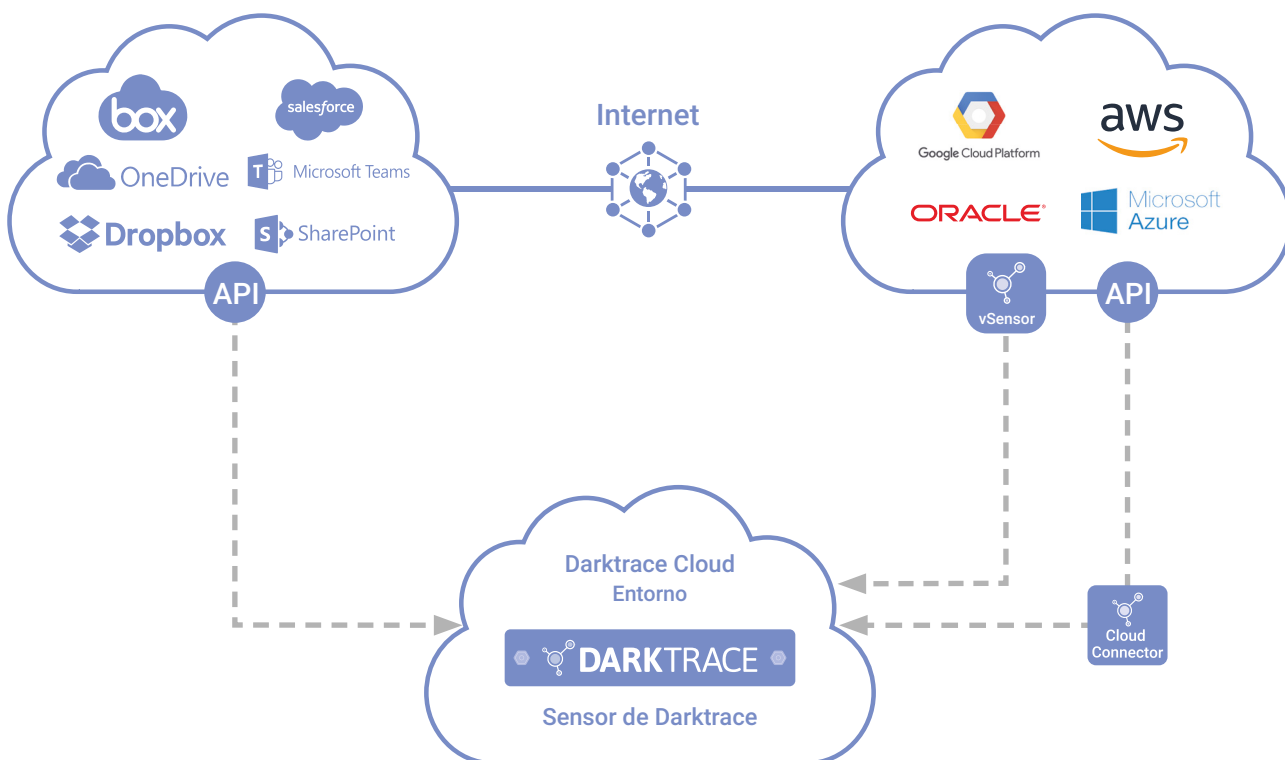 box
salesforce
OneDrive
T
Microsoft Teams
Dropbox
S
SharePoint
API
Internet
Google Cloud Platform
aws
ORACLE®
Microsoft
Azure
vSensor
API
Darktrace Cloud
Entorno
DARKTRACE
Sensor de Darktrace
Cloud
Connector